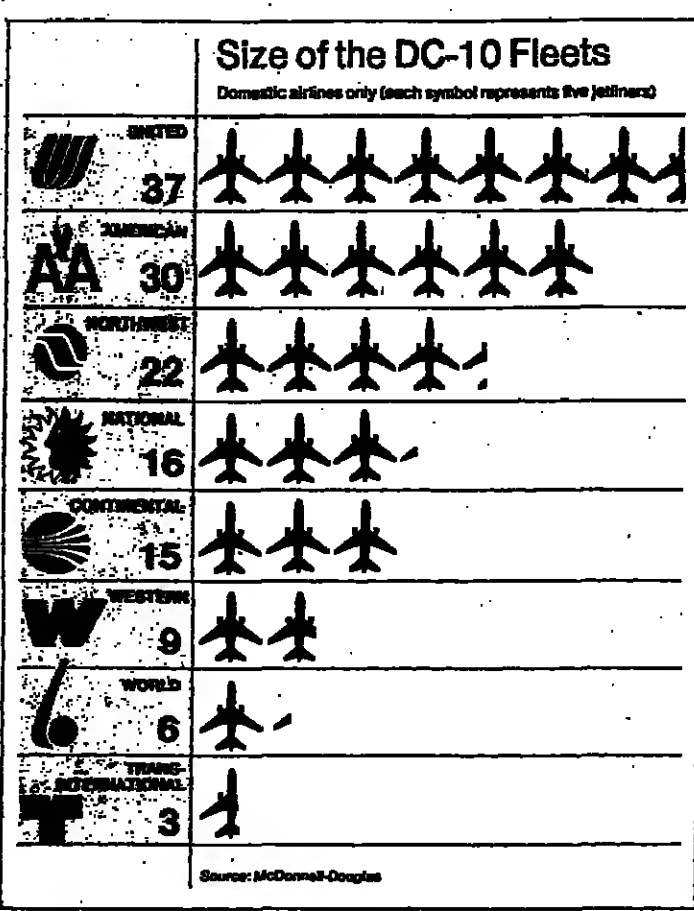 Size of the DC-10 Fleets
Domestic airlines only (each symbol represents five jetliners)
UNITED
37
AMERICAN
AA
30
NORTHWEST
22
NATIONAL
16
CONTINENTAL
15
WESTERN
W
9
WORLD
6
TRANS-
INTERNATIONAL
T
3
Source: McDonnell-Douglas